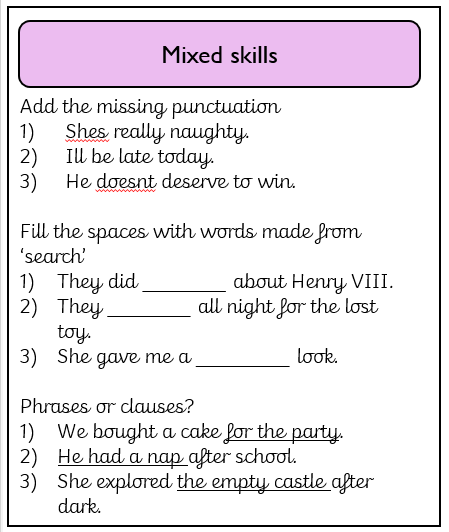 Mixed skills
Add the missing punctuation
1) Shes really naughty.
2) Ill be late today.
3) He doesnt deserve to win.
Fill the spaces with words made from
‘search’
1) They did ________ about Henry VIII.
2) They ________ all night for the lost
toy.
3) She gave me a _________ look.
Phrases or clauses?
1) We bought a cake for the party.
2) He had a nap after school.
3) She explored the empty castle after
dark.